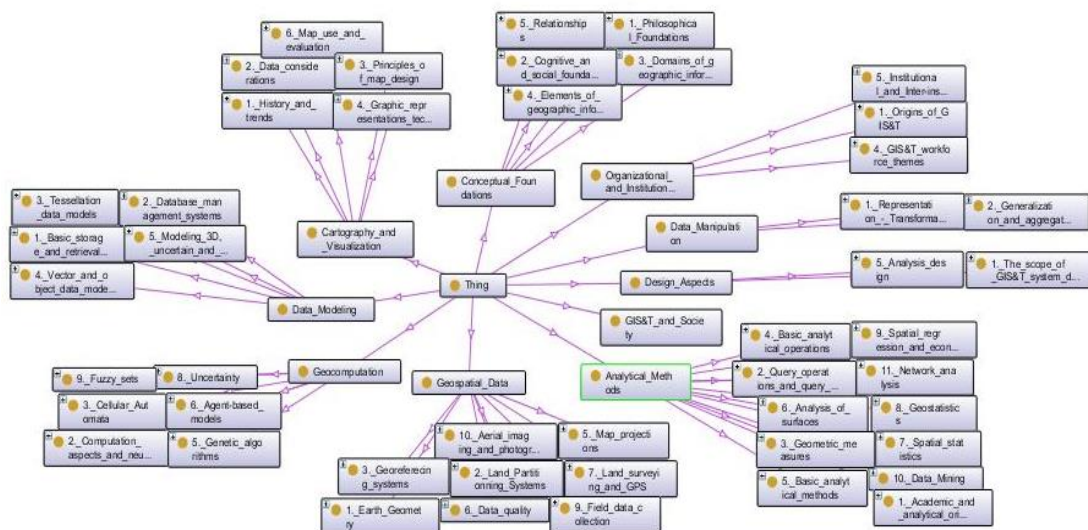 6._Map_use_and_
evaluation
2._Data_conside
rations
3._Principles_o
f_map_design
1._History_and_
trends
4._Graphic_repr
esentations_tec...
5._Relationship
s
1._Philosophica
l_Foundations
2._Cognitive_an
d_social_founda...
3._Domains_of_g
eographic_infor...
4._Elements_of_
geographic_info...
5._Institutiona
l_and_Inter-ins...
1._Origins_of_G
IS&T
4._GIS&T_workfo
rce_themes
Conceptual_Foun
dations
Organizational_
and_Institution...
3._Tessellation
_data_models
2._Database_man
agement_systems
1._Basic_storag
e_and_retrieval...
5._Modeling_3D,
_uncertain_and_...
4._Vector_and_o
bject_data_mode...
Cartography_and
_Visualization
Data_Manipulat
ion
1._Representati
on_-_Transforma...
2._Generalizati
on_and_aggregat...
Data_Modeling
Thing
Design_Aspects
5._Analysis_des
ign
1._The_scope_of
_GIS&T_system_d...
GIS&T_and_Socie
ty
Geocomputation
9._Fuzzy_sets
8._Uncertainty
3._Cellular_Aut
omata
6._Agent-based_
models
2._Computation_
aspects_and_neu...
5._Genetic_algo
rithms
Geospatial_Data
10._Aerial_imag
ing_and_photogr...
5._Map_projecti
ons
3._Georeferecin
g_systems
2._Land_Partiti
onning_Systems
7._Land_surveyi
ng_and_GPS
1._Earth_Geomet
ry
6._Data_quality
9._Field_data_c
ollection
Analytical_Meth
ods
4._Basic_analyt
ical_operations
9._Spatial_regr
ession_and_econ...
2._Query_operat
ions_and_query_...
11._Network_ana
lysis
6._Analysis_of_
surfaces
8._Geostatistic
s
3._Geometric_me
asures
7._Spatial_stat
istics
5._Basic_analyt
ical_methods
10._Data_Mining
1._Academic_and
_analytical_ori...